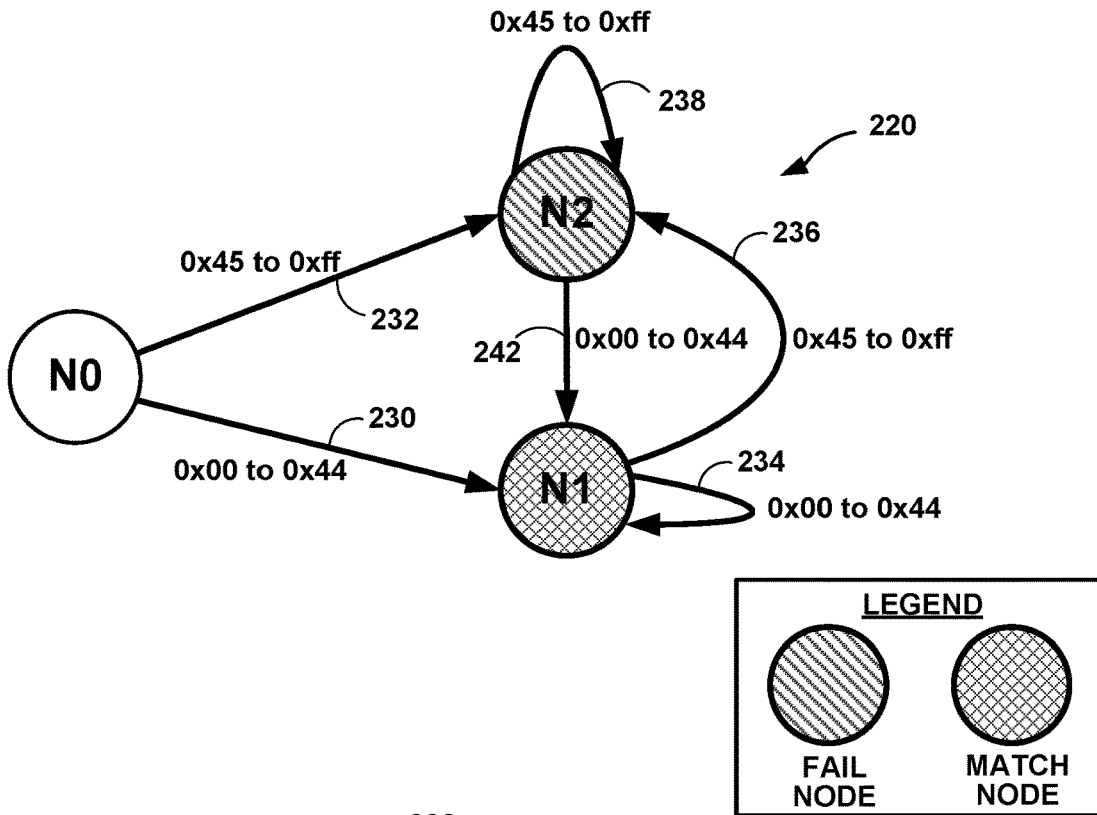 0x45 to 0xff
238
220
N2
236
0x45 to 0xff
232
242
0x00 to 0x44
0x45 to 0xff
N0
230
0x00 to 0x44
N1
234
0x00 to 0x44
LEGEND
FAIL
NODE
MATCH
NODE